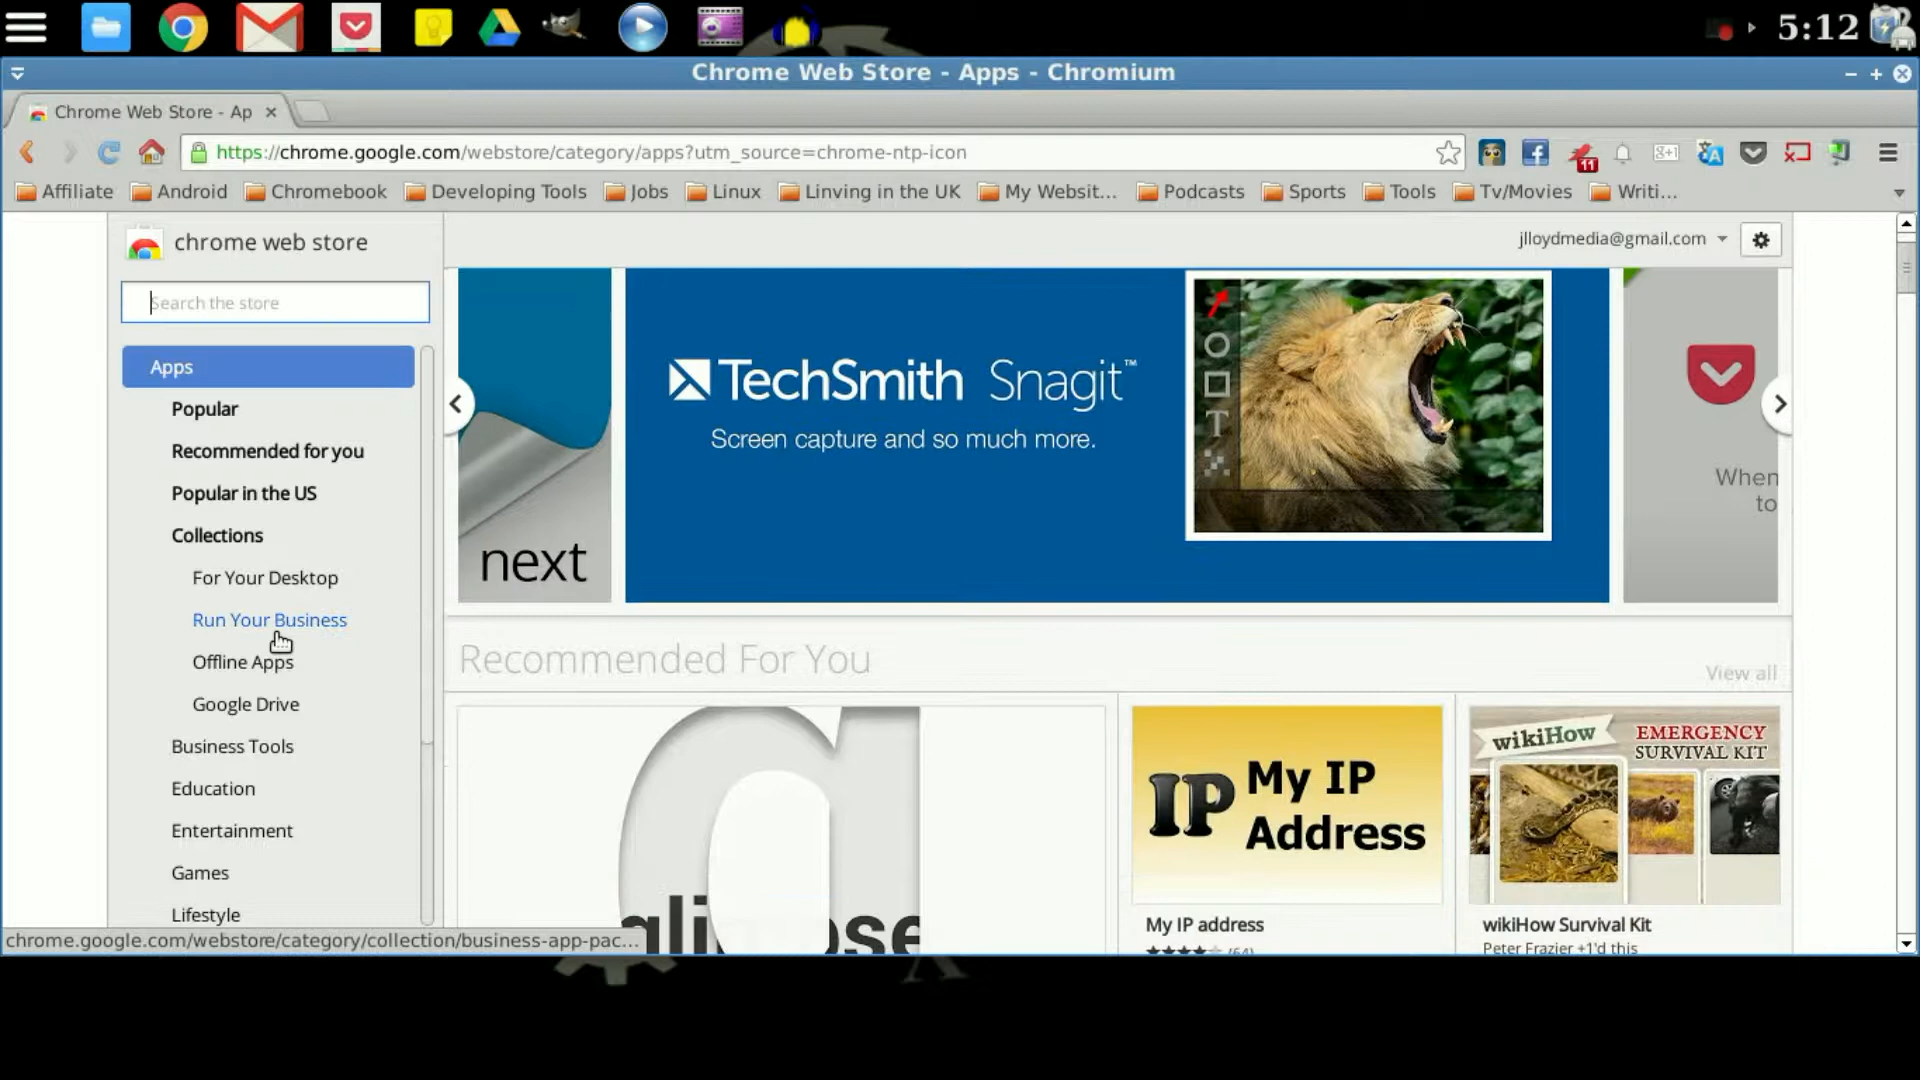 5:12
Chrome Web Store - Apps - Chromium
Chrome Web Store - Ap
https://chrome.google.com/webstore/category/apps?utm_source=chrome-ntp-icon
11
g+1
Affiliate Android Chromebook Developing Tools Jobs Linux Linving in the UK My Websit... Podcasts Sports Tools Tv/Movies Writi...
chrome web store
jlloydmedia@gmail.com
Search the store
Apps
Popular
Recommended for you
Popular in the US
Collections
For Your Desktop
Run Your Business
Offline Apps
Google Drive
Business Tools
Education
Entertainment
Games
Lifestyle
next
TechSmith Snagit™
Screen capture and so much more.
T
When
to
Recommended For You
View all
IP My IP Address
wikiHow EMERGENCY
SURVIVAL KIT
My IP address
(64)
wikiHow Survival Kit
Peter Frazier +1'd this
chrome.google.com/webstore/category/collection/business-app-pac...